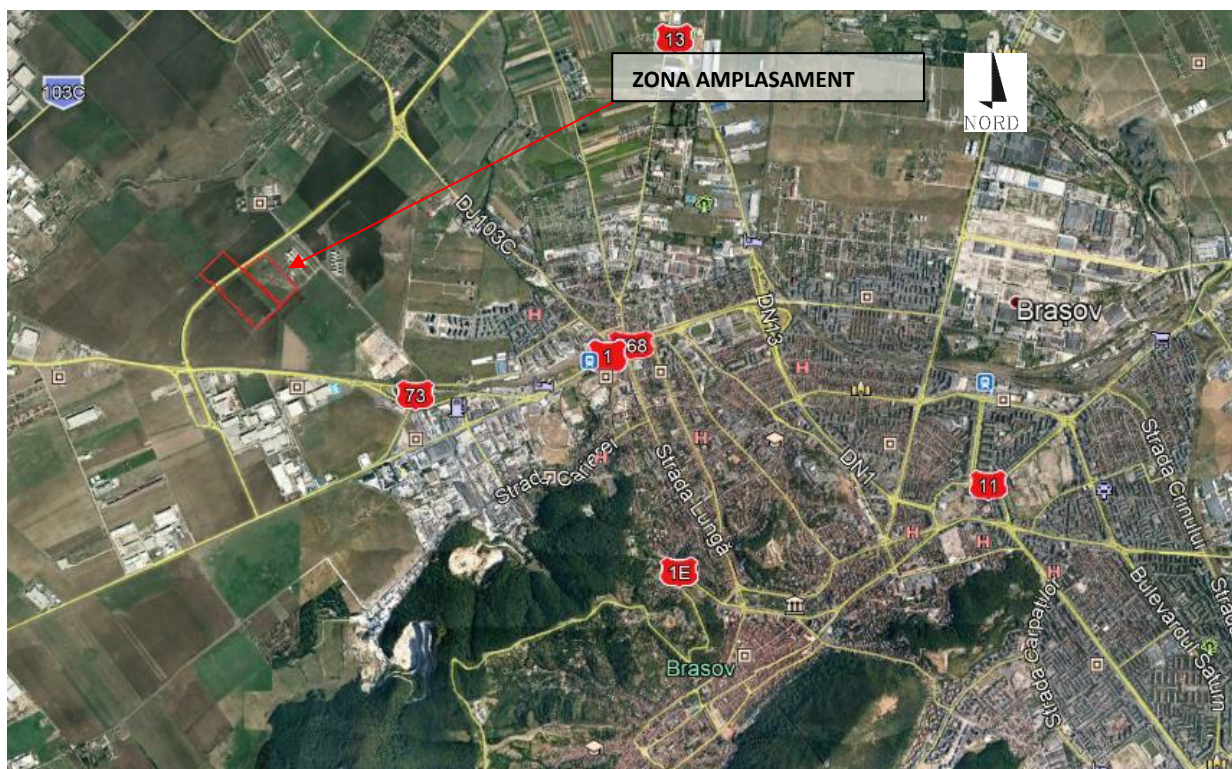 13
ZONA AMPLASAMENT
103C
NORD
DJ103C
DN13
Brașov
1
68
73
Strada Carierei
Strada Lungă
DN1
11
Strada Crinului
1E
Strada Carpaților
Bulevardul Saturn
Brasov